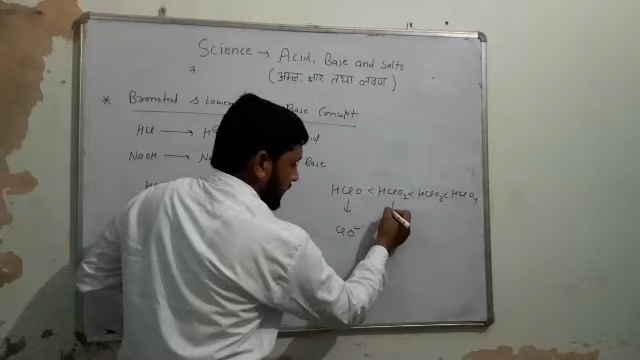 Science → Acid, Base and Salts
(अम्ल, क्षार तथा लवण)
* Bronsted & Lower Base Concept
HCl → H
NaOH → N Base
HClO < HClO₂ < HClO₃ < HClO₄
↓
ClO⁻